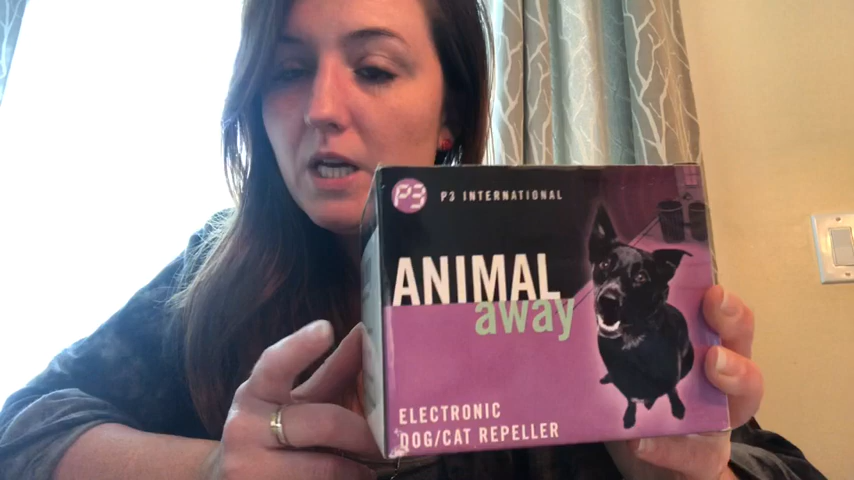 P3 P3 INTERNATIONAL
ANIMAL
away
ELECTRONIC
DOG/CAT REPELLER